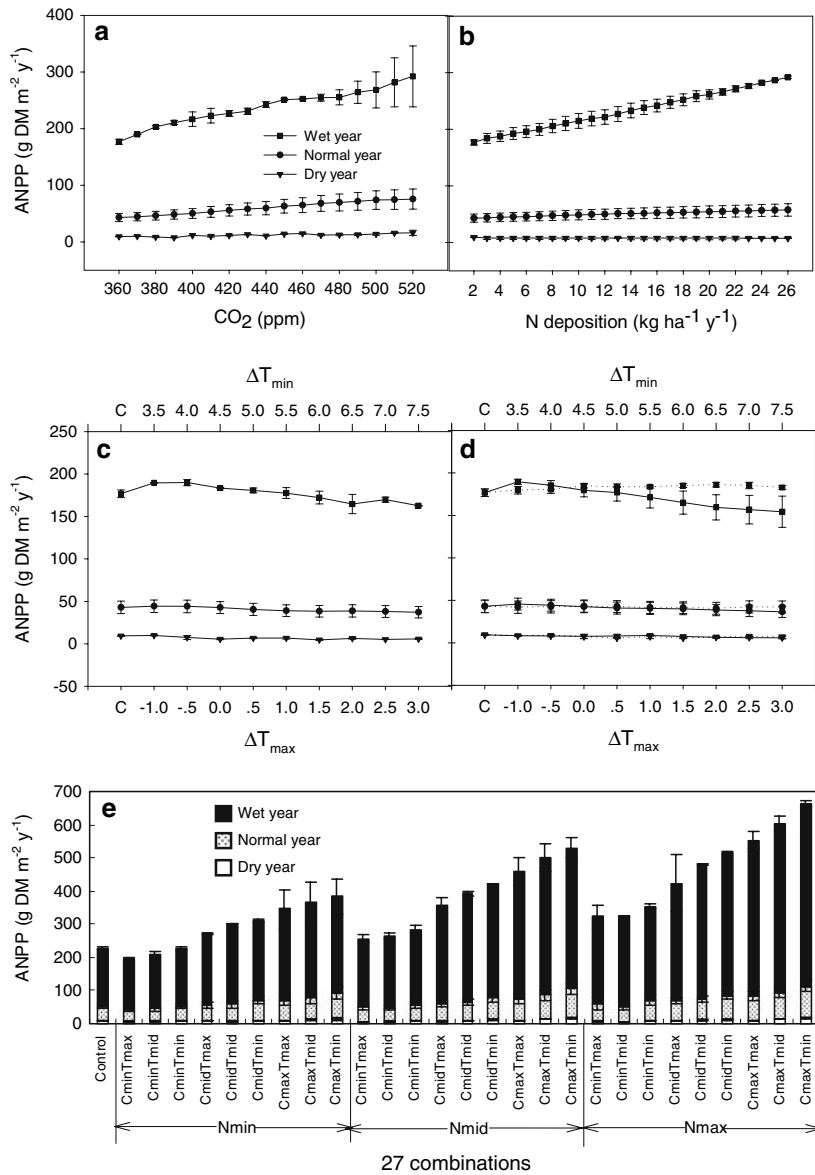 a
b
ANPP (g DM m-2 y-1)
400
300
200
100
0
Wet year
Normal year
Dry year
360 380 400 420 440 460 480 500 520
2 4 6 8 10 12 14 16 18 20 22 24 26
CO2 (ppm)
N deposition (kg ha-1 y-1)
ΔTmin
ΔTmin
C 3.5 4.0 4.5 5.0 5.5 6.0 6.5 7.0 7.5
C 3.5 4.0 4.5 5.0 5.5 6.0 6.5 7.0 7.5
c
d
ANPP (g DM m-2 y-1)
250
200
150
100
50
0
-50
C -1.0 -.5 0.0 .5 1.0 1.5 2.0 2.5 3.0
C -1.0 -.5 0.0 .5 1.0 1.5 2.0 2.5 3.0
ΔTmax
ΔTmax
e
ANPP (g DM m-2 y-1)
700
600
500
400
300
200
100
0
Wet year
Normal year
Dry year
Control
CminTmax
CminTmid
CminTmin
CmidTmax
CmidTmid
CmidTmin
CmaxTmax
CmaxTmid
CmaxTmin
CminTmax
CminTmid
CminTmin
CmidTmax
CmidTmid
CmidTmin
CmaxTmax
CmaxTmid
CmaxTmin
CminTmax
CminTmid
CminTmin
CmidTmax
CmidTmid
CmidTmin
CmaxTmax
CmaxTmid
CmaxTmin
Nmin
Nmid
Nmax
27 combinations